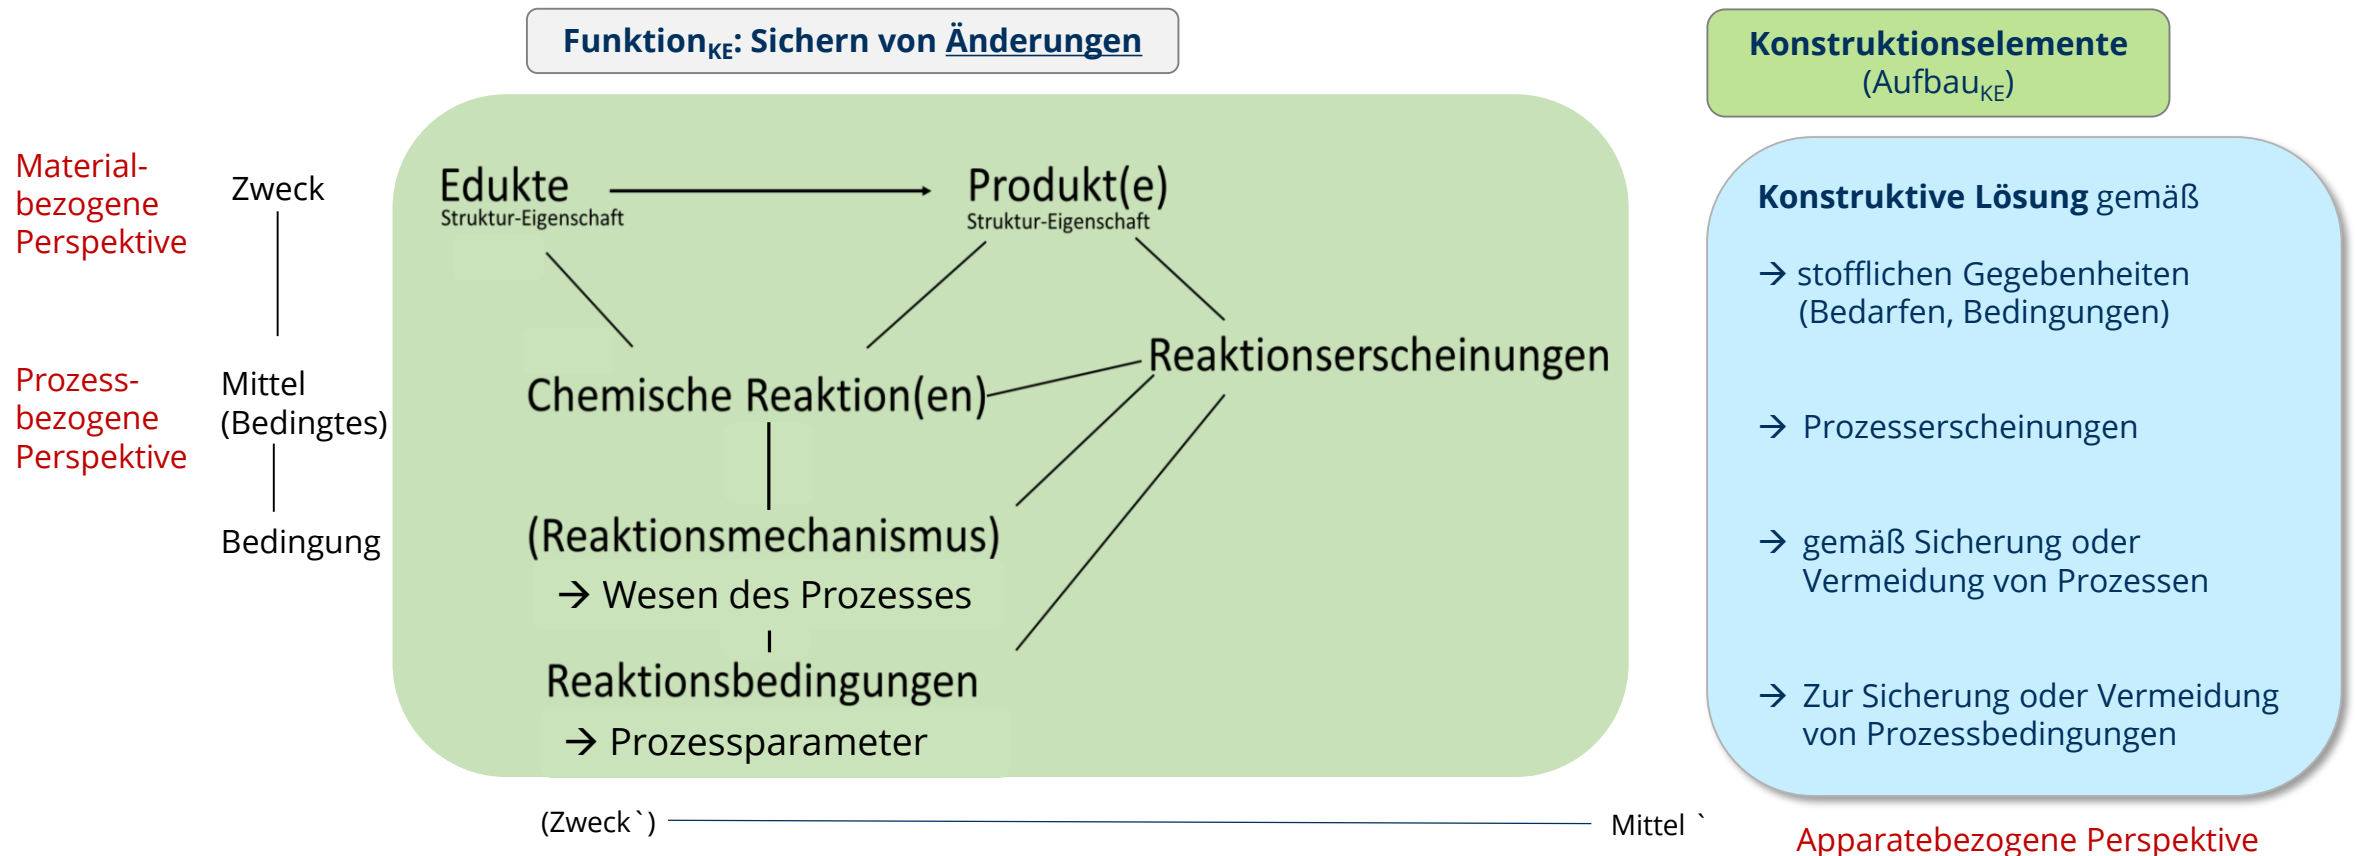 Funktion_KE: Sichern von Änderungen
Konstruktionselemente
(Aufbau_KE)
Material-
bezogene
Perspektive
Zweck
Edukte
Struktur-Eigenschaft
Produkt(e)
Struktur-Eigenschaft
Prozess-
bezogene
Perspektive
Mittel
(Bedingtes)
Chemische Reaktion(en)
Reaktionserscheinungen
Bedingung
(Reaktionsmechanismus)
→ Wesen des Prozesses
Reaktionsbedingungen
→ Prozessparameter
Konstruktive Lösung gemäß
→ stofflichen Gegebenheiten
(Bedarfen, Bedingungen)
→ Prozesserscheinungen
→ gemäß Sicherung oder
Vermeidung von Prozessen
→ Zur Sicherung oder Vermeidung
von Prozessbedingungen
(Zweck`)
Mittel `
Apparatebezogene Perspektive